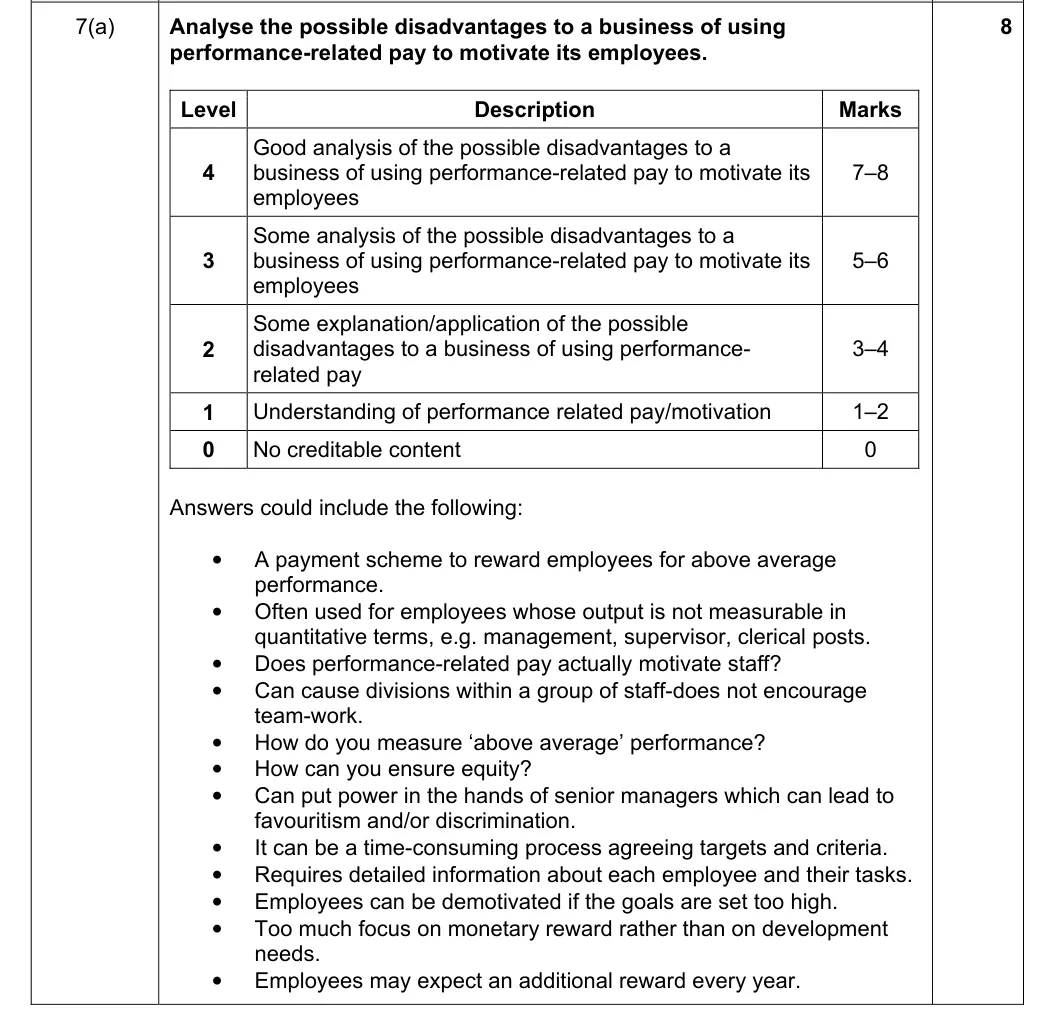 7(a)
Analyse the possible disadvantages to a business of using
performance-related pay to motivate its employees.
8
Level
Description
Marks
4
Good analysis of the possible disadvantages to a
business of using performance-related pay to motivate its
employees
7–8
3
Some analysis of the possible disadvantages to a
business of using performance-related pay to motivate its
employees
5–6
2
Some explanation/application of the possible
disadvantages to a business of using performance-
related pay
3–4
1
Understanding of performance related pay/motivation
1–2
0
No creditable content
0
Answers could include the following:
• A payment scheme to reward employees for above average
performance.
• Often used for employees whose output is not measurable in
quantitative terms, e.g. management, supervisor, clerical posts.
• Does performance-related pay actually motivate staff?
• Can cause divisions within a group of staff-does not encourage
team-work.
• How do you measure ‘above average’ performance?
• How can you ensure equity?
• Can put power in the hands of senior managers which can lead to
favouritism and/or discrimination.
• It can be a time-consuming process agreeing targets and criteria.
• Requires detailed information about each employee and their tasks.
• Employees can be demotivated if the goals are set too high.
• Too much focus on monetary reward rather than on development
needs.
• Employees may expect an additional reward every year.